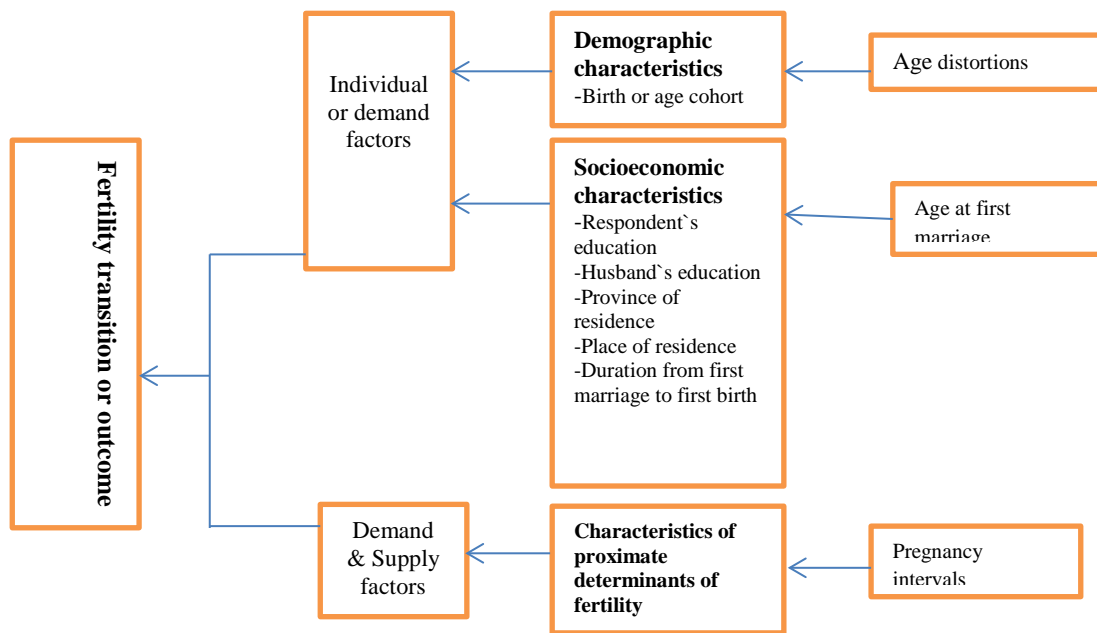 Fertility transition or outcome
Individual
or demand
factors
Demographic
characteristics
-Birth or age cohort
Age distortions
Socioeconomic
characteristics
-Respondent`s
education
-Husband`s education
-Province of
residence
-Place of residence
-Duration from first
marriage to first birth
Age at first
marriage
Demand
& Supply
factors
Characteristics of
proximate
determinants of
fertility
Pregnancy
intervals